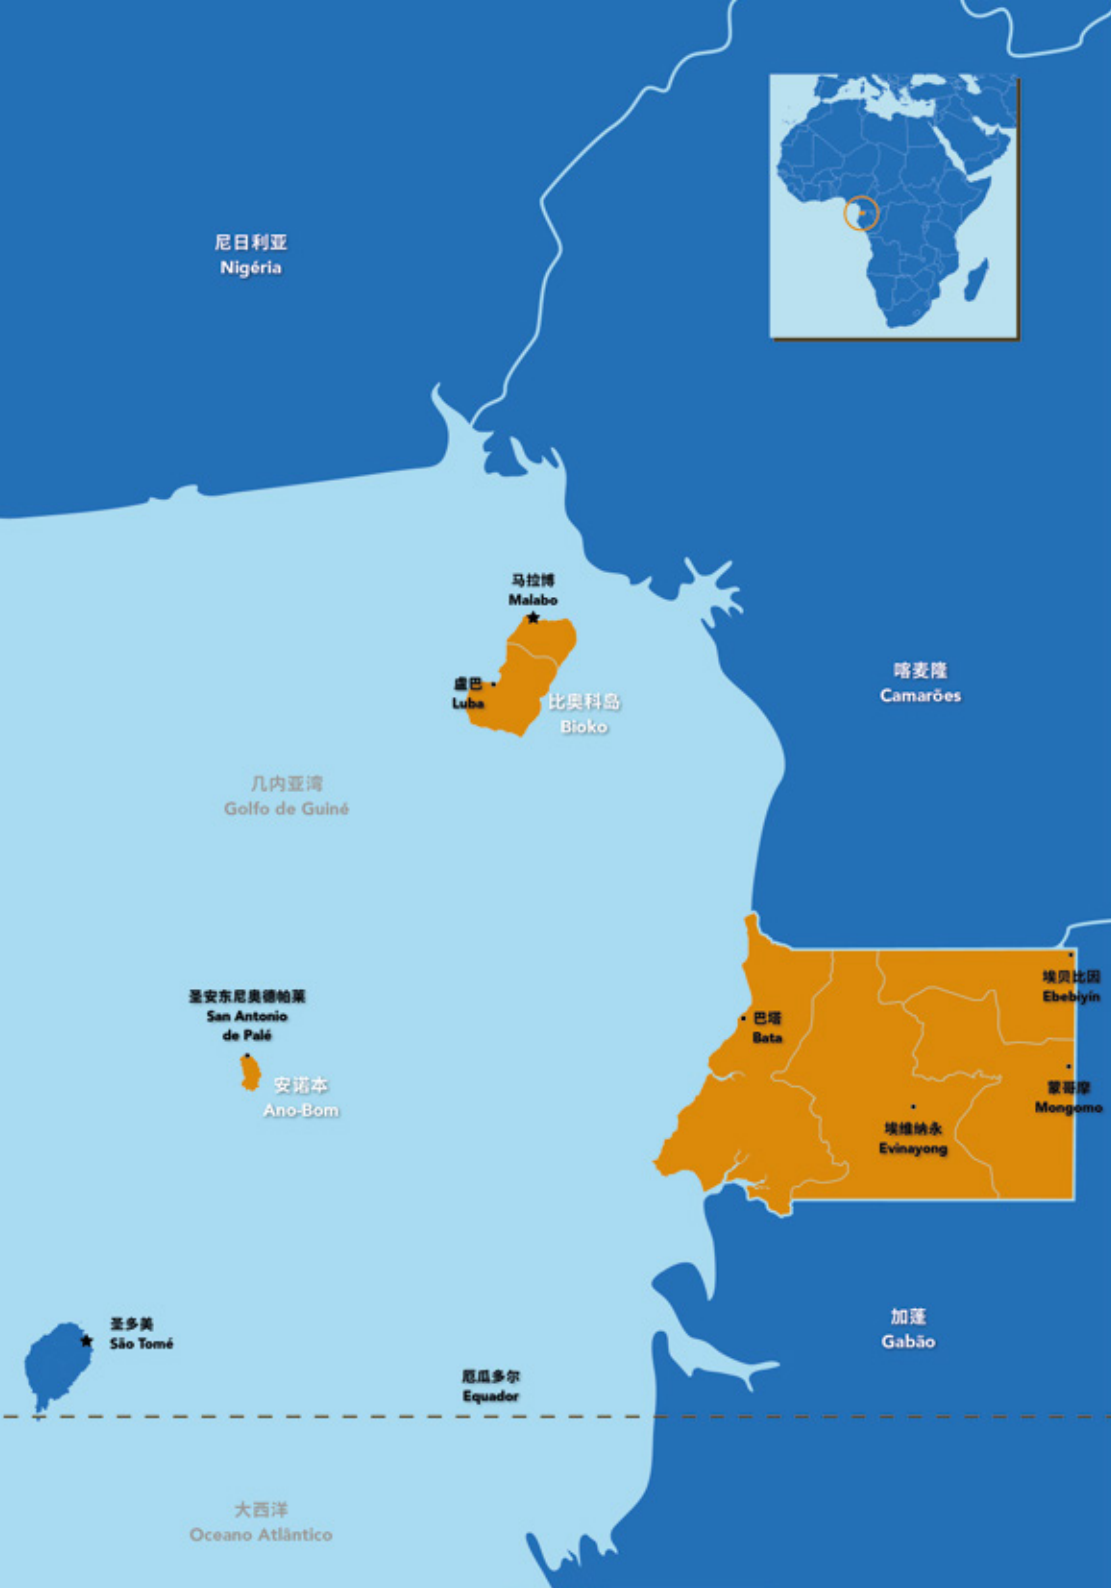 尼日利亚
Nigéria
马拉博
Malabo
盧巴
Luba
比奥科岛
Bioko
喀麦隆
Camarões
几内亚湾
Golfo de Guiné
圣安东尼奥德帕莱
San Antonio
de Palé
安诺本
Ano-Bom
巴塔
Bata
埃贝比因
Ebebiyín
蒙哥摩
Mongomo
埃维纳永
Evinayong
圣多美
São Tomé
加蓬
Gabão
厄瓜多尔
Equador
大西洋
Oceano Atlântico